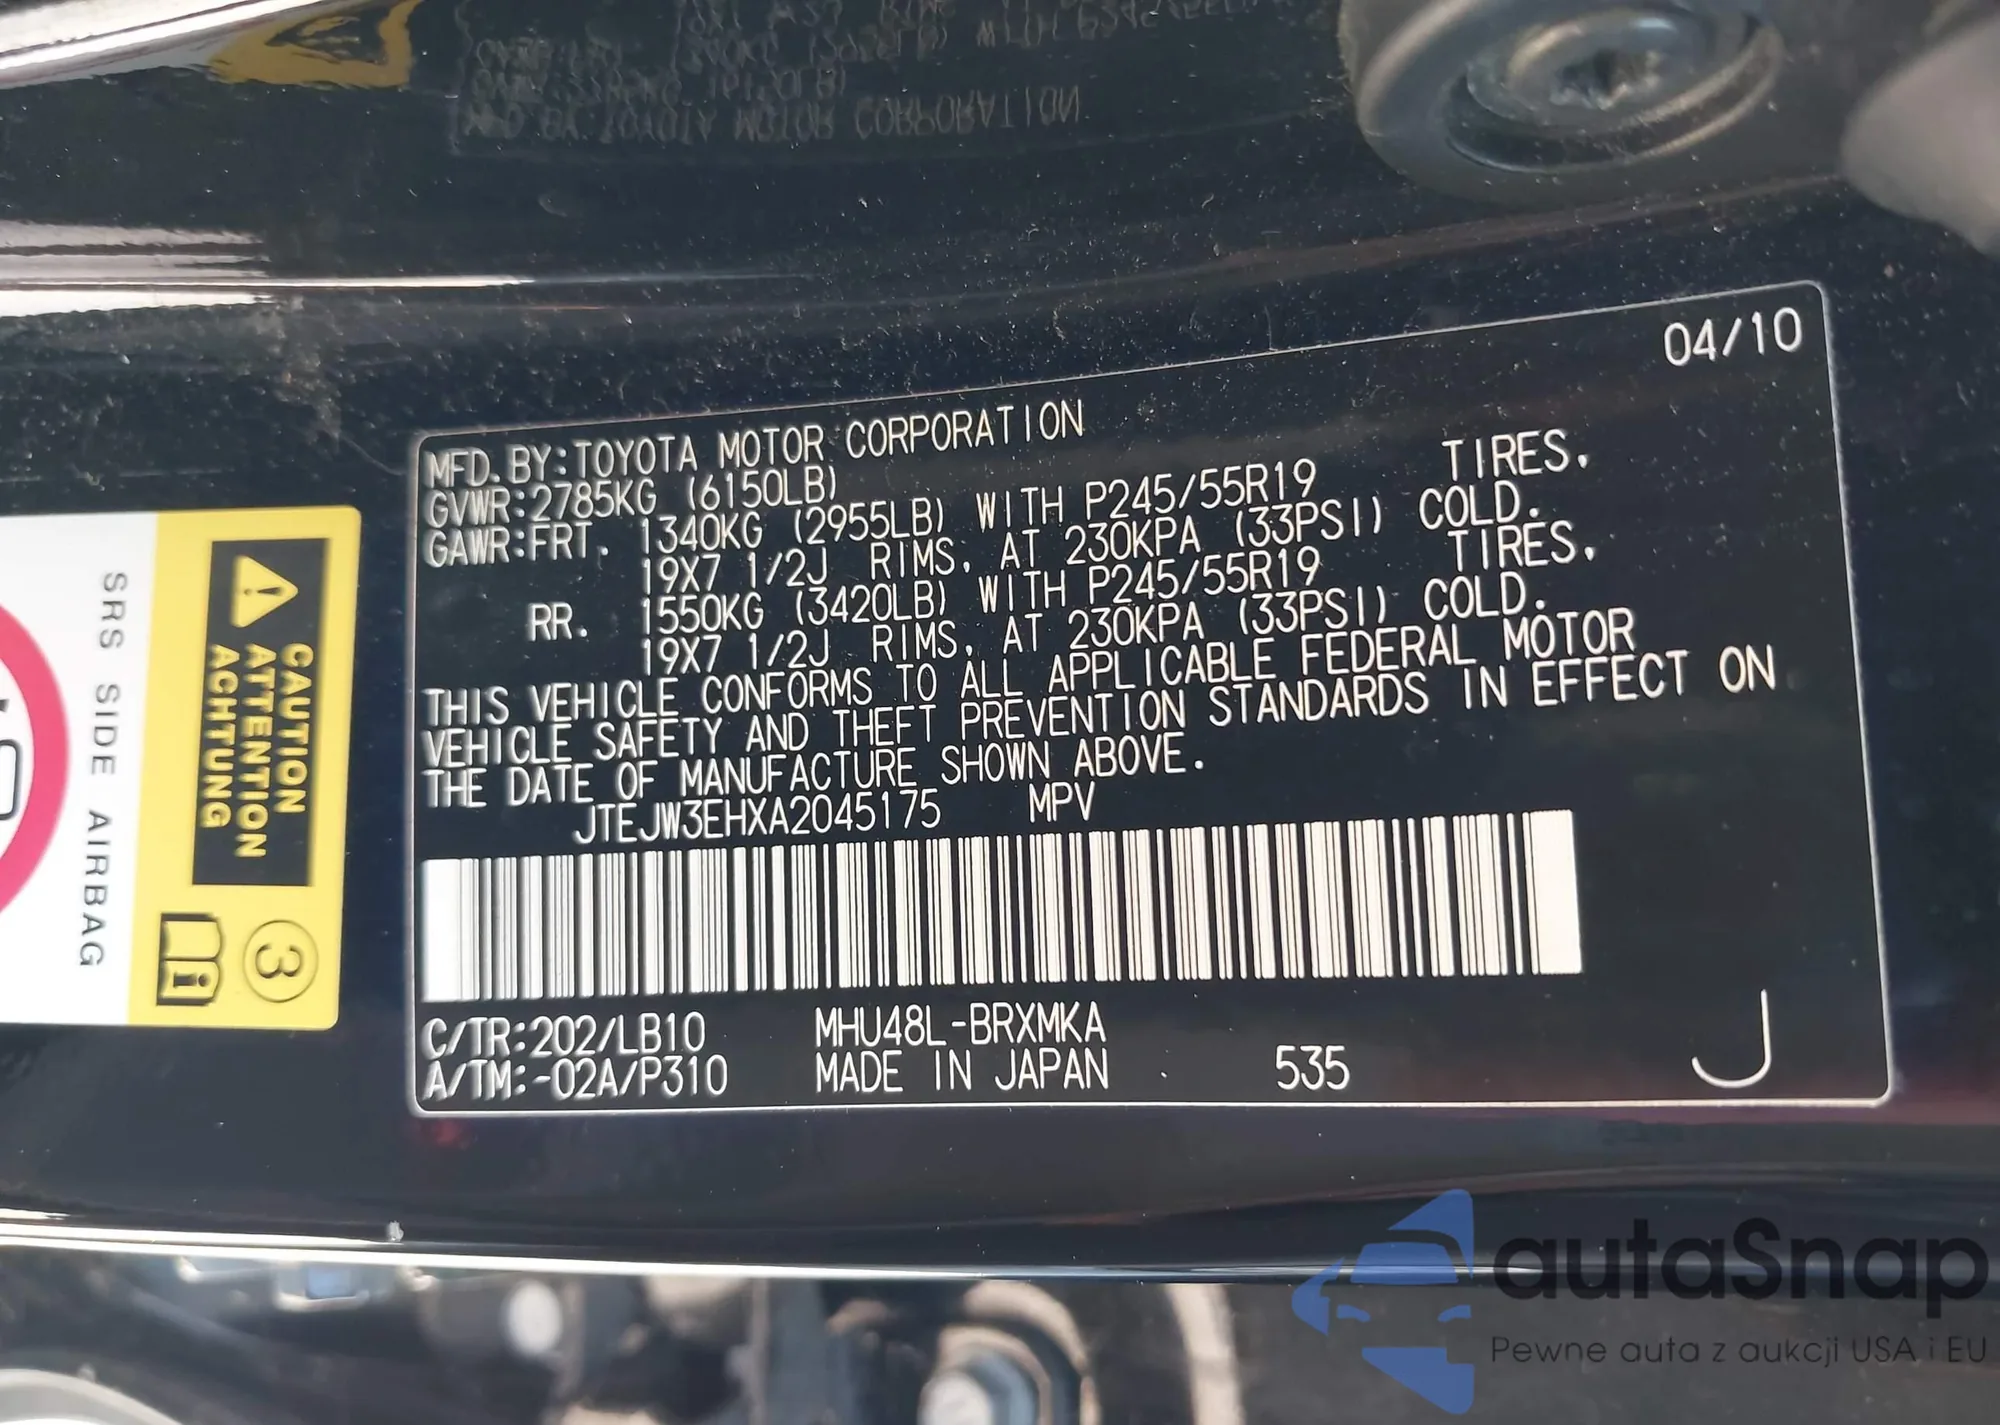 04/10
MFD.BY:TOYOTA MOTOR CORPORATION
GVWR:2785KG (6150LB)
GAWR:FRT. 1340KG (2955LB) WITH P245/55R19 TIRES,
19X7 1/2J RIMS, AT 230KPA (33PSI) COLD.
RR. 1550KG (3420LB) WITH P245/55R19 TIRES,
19X7 1/2J RIMS, AT 230KPA (33PSI) COLD.
THIS VEHICLE CONFORMS TO ALL APPLICABLE FEDERAL MOTOR
VEHICLE SAFETY AND THEFT PREVENTION STANDARDS IN EFFECT ON
THE DATE OF MANUFACTURE SHOWN ABOVE.
JTEJW3EHXA2045175 MPV
C/TR:202/LB10 MHU48L-BRXMKA
A/TM:-02A/P310 MADE IN JAPAN 535 J
CAUTION
ATTENTION
ACHTUNG
3
SRS SIDE AIRBAG
autaSnap
Pewne auta z aukcji USA i EU